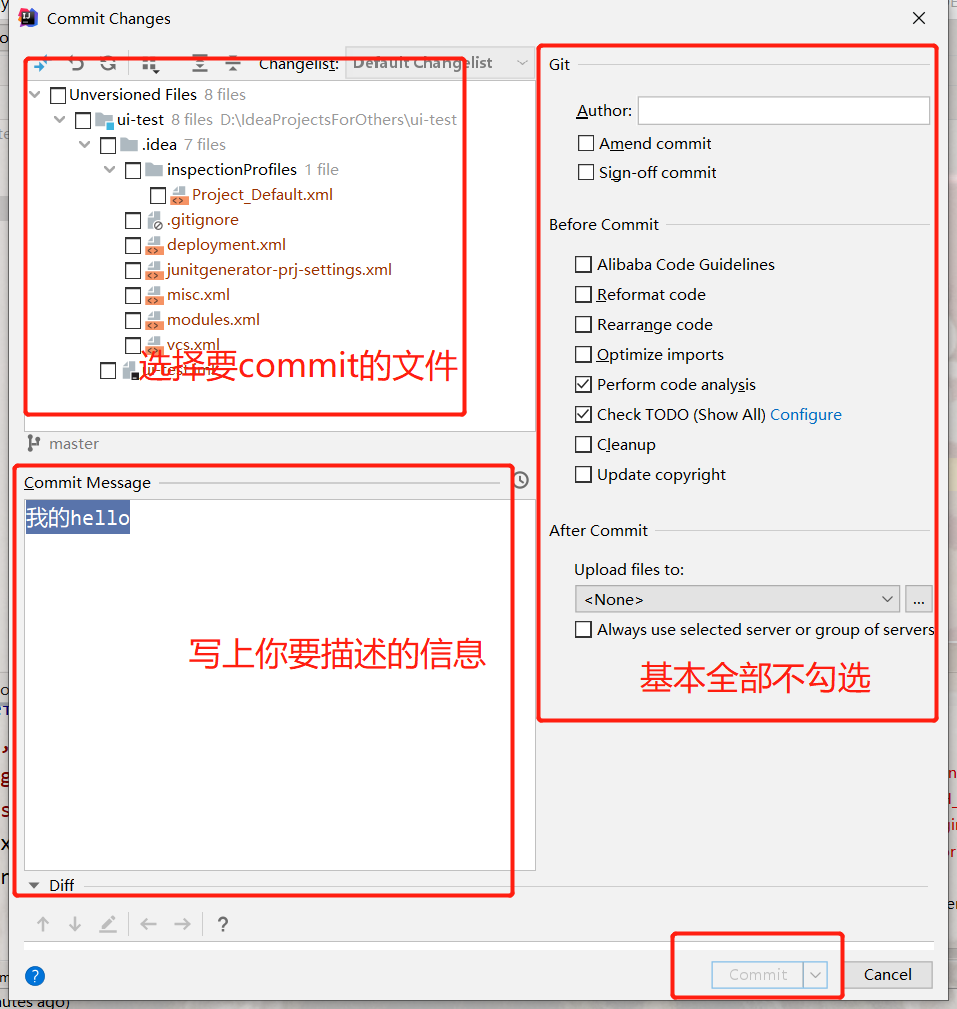 Commit Changes
Changelist: Default Changelist
Unversioned Files 8 files
ui-test 8 files D:\IdeaProjectsForOthers\ui-test
.idea 7 files
inspectionProfiles 1 file
Project_Default.xml
.gitignore
deployment.xml
junitgenerator-prj-settings.xml
misc.xml
modules.xml
vcs.xml
选择要commit的文件
master
Commit Message
我的hello
写上你要描述的信息
Diff
Git
Author:
Amend commit
Sign-off commit
Before Commit
Alibaba Code Guidelines
Reformat code
Rearrange code
Optimize imports
Perform code analysis
Check TODO (Show All) Configure
Cleanup
Update copyright
After Commit
Upload files to:
<None>
...
Always use selected server or group of servers
基本全部不勾选
?
?
Commit
Cancel